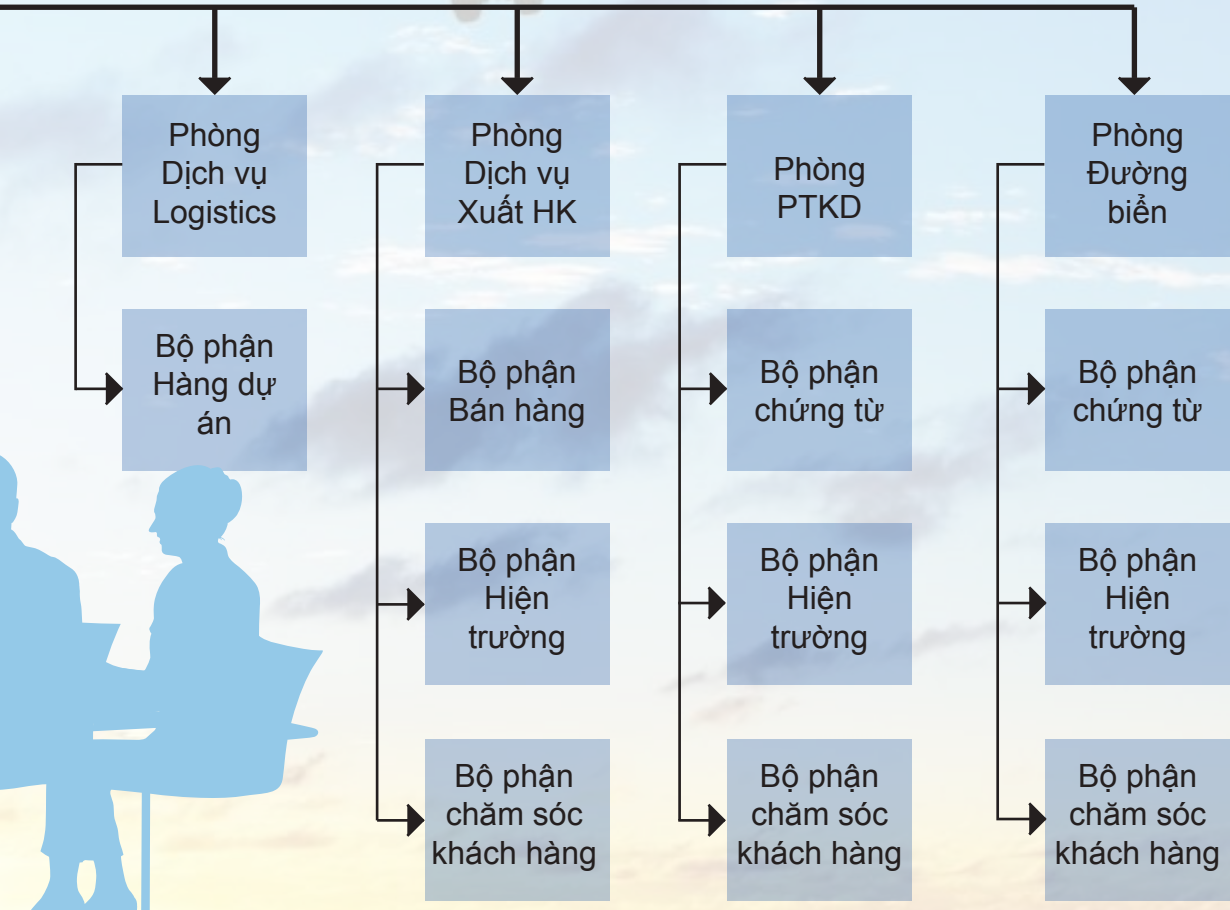 Phòng
Dịch vụ
Logistics
Phòng
Dịch vụ
Xuất HK
Phòng
PTKD
Phòng
Đường
biển
Bộ phận
Hàng dự
án
Bộ phận
Bán hàng
Bộ phận
chứng từ
Bộ phận
chứng từ
Bộ phận
Hiện
trường
Bộ phận
Hiện
trường
Bộ phận
Hiện
trường
Bộ phận
chăm sóc
khách hàng
Bộ phận
chăm sóc
khách hàng
Bộ phận
chăm sóc
khách hàng